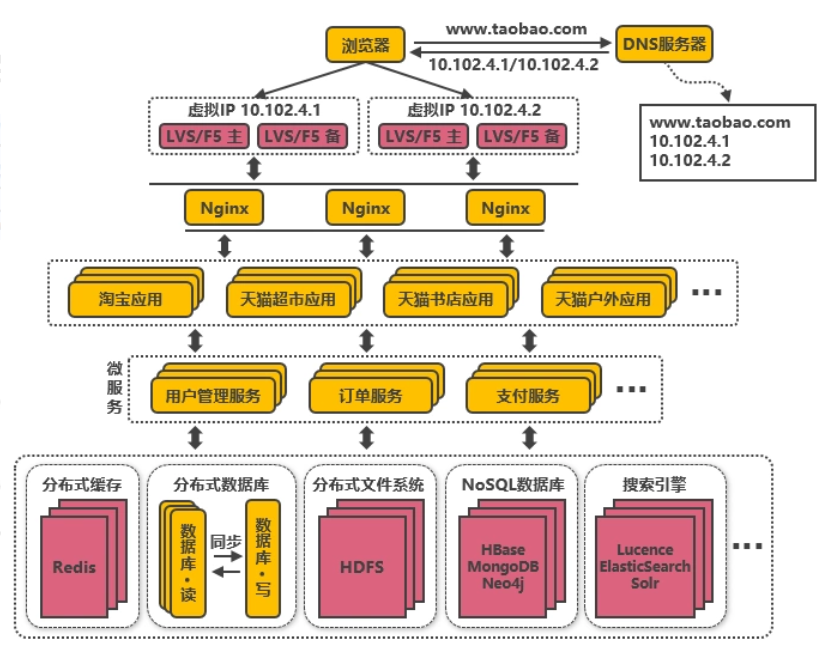 浏览器
www.taobao.com
DNS服务器
10.102.4.1/10.102.4.2
虚拟IP 10.102.4.1
虚拟IP 10.102.4.2
LVS/F5 主
LVS/F5 备
LVS/F5 主
LVS/F5 备
www.taobao.com
10.102.4.1
10.102.4.2
Nginx
Nginx
Nginx
淘宝应用
天猫超市应用
天猫书店应用
天猫户外应用
...
微服务
用户管理服务
订单服务
支付服务
...
分布式缓存
分布式数据库
分布式文件系统
NoSQL数据库
搜索引擎
Redis
数据库·读
同步
数据库·写
HDFS
HBase
MongoDB
Neo4j
Lucence
ElasticSearch
Solr
...